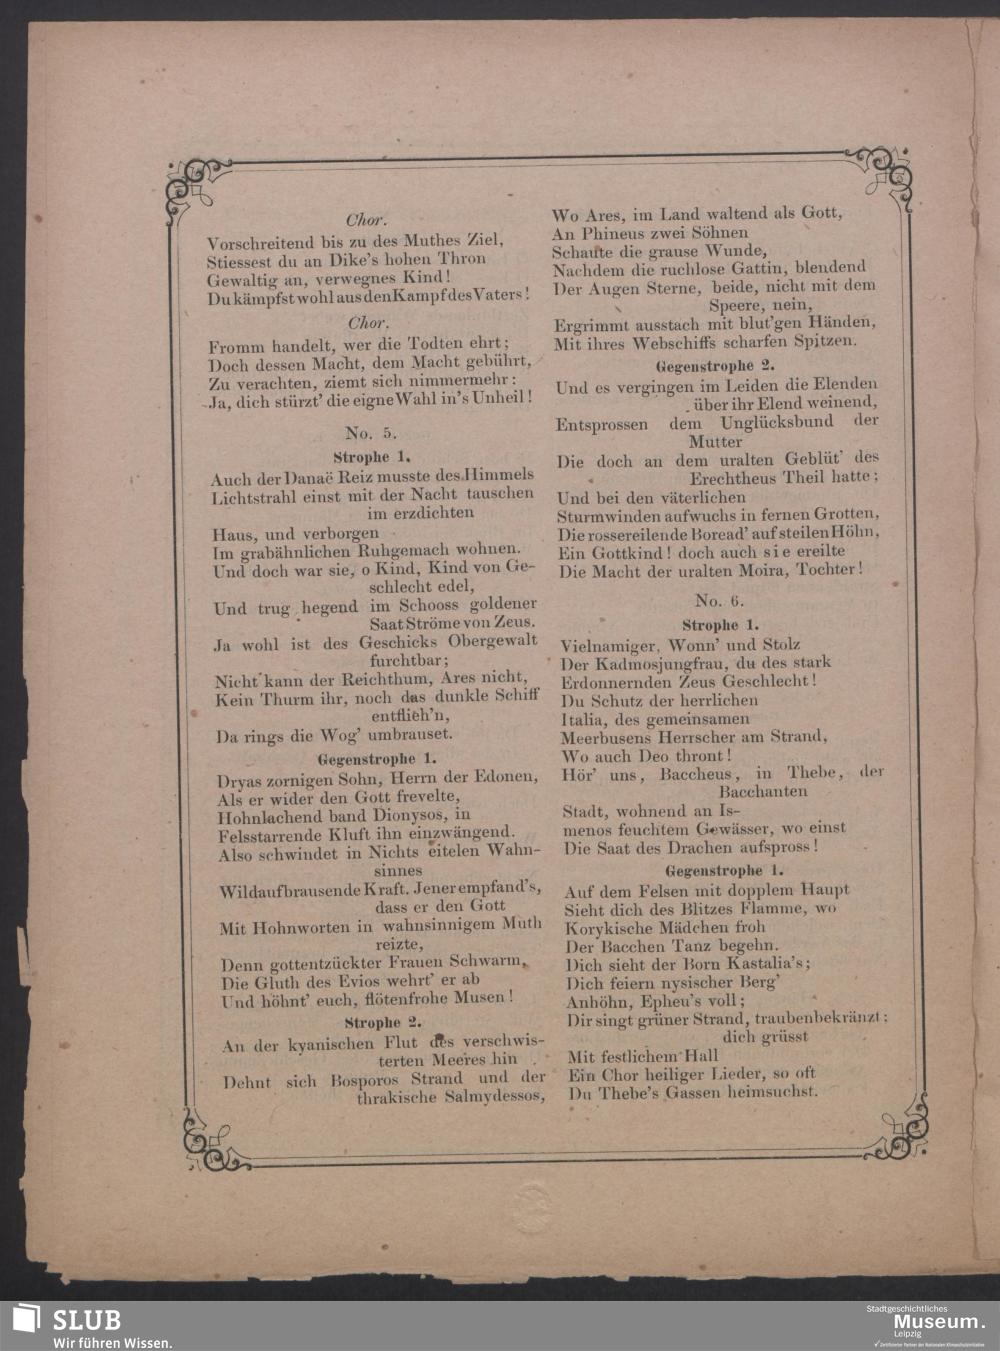 Chor.
Vorschreitend bis zu des Muthes Ziel,
Stiessest du an Dike's hohen Thron
Gewaltig an, verwegnes Kind!
Du kämpfst wohl aus den Kampf des Vaters!
Chor.
Fromm handelt, wer die Todten ehrt;
Doch dessen Macht, dem Macht gebührt,
Zu verachten, ziemt sich nimmermehr:
Ja, dich stürzt' die eigne Wahl in's Unheil!
No. 5.
Strophe 1.
Auch der Danaë Reiz musste des Himmels
Lichtstrahl einst mit der Nacht tauschen
im erzdichten
Haus, und verborgen
Im grabähnlichen Ruhgemach wohnen.
Und doch war sie, o Kind, Kind von Ge-
schlecht edel,
Und trug hegend im Schooss goldener
Saat Ströme von Zeus.
Ja wohl ist des Geschicks Obergewalt
furchtbar;
Nicht kann der Reichthum, Ares nicht,
Kein Thurm ihr, noch das dunkle Schiff
entflieh'n,
Da rings die Wog' umbrauset.
Gegenstrophe 1.
Dryas zornigen Sohn, Herrn der Edonen,
Als er wider den Gott frevelte,
Hohnlachend band Dionysos, in
Felsstarrende Kluft ihn einzwängend.
Also schwindet in Nichts eitelen Wahn-
sinnes
Wildaufbrausende Kraft. Jener empfand's,
dass er den Gott
Mit Hohnworten in wahnsinnigem Muth
reizte,
Denn gottentzückter Frauen Schwarm,
Die Gluth des Evios wehrt' er ab
Und höhnt' euch, flötenfrohe Musen!
Strophe 2.
An der kyanischen Flut des verschwis-
terten Meeres hin
Dehnt sich Bosporos Strand und der
thrakische Salmydessos,
Wo Ares, im Land waltend als Gott,
An Phineus zwei Söhnen
Schaute die grause Wunde,
Nachdem die ruchlose Gattin, blendend
Der Augen Sterne, beide, nicht mit dem
Speere, nein,
Ergrimmt ausstach mit blut'gen Händen,
Mit ihres Webschiffs scharfen Spitzen.
Gegenstrophe 2.
Und es vergingen im Leiden die Elenden
über ihr Elend weinend,
Entsprossen dem Unglücksbund der
Mutter
Die doch an dem uralten Geblüt' des
Erechtheus Theil hatte;
Und bei den väterlichen
Sturmwinden aufwuchs in fernen Grotten,
Die rossereilende Boread' auf steilen Höhn,
Ein Gottkind! doch auch sie ereilte
Die Macht der uralten Moira, Tochter!
No. 6.
Strophe 1.
Vielnamiger, Wonn' und Stolz
Der Kadmosjungfrau, du des stark
Erdonnernden Zeus Geschlecht!
Du Schutz der herrlichen
Italia, des gemeinsamen
Meerbusens Herrscher am Strand,
Wo auch Deo thront!
Hör' uns, Baccheus, in Thebe, der
Bacchanten
Stadt, wohnend an Is-
menos feuchtem Gewässer, wo einst
Die Saat des Drachen aufspross!
Gegenstrophe 1.
Auf dem Felsen mit dopplem Haupt
Sieht dich des Blitzes Flamme, wo
Korykische Mädchen froh
Der Bacchen Tanz begehn.
Dich sieht der Born Kastalia's;
Dich feiern nysischer Berg'
Anhöhn, Epheu's voll;
Dir singt grüner Strand, traubenbekränzt;
dich grüsst
Mit festlichem Hall
Ein Chor heiliger Lieder, so oft
Du Thebe's Gassen heimsuchst.
SLUB
Wir führen Wissen.
Stadtgeschichtliches
Museum.
Leipzig
Zertifizierter Partner der Nationalen Klimaschutzinitiative